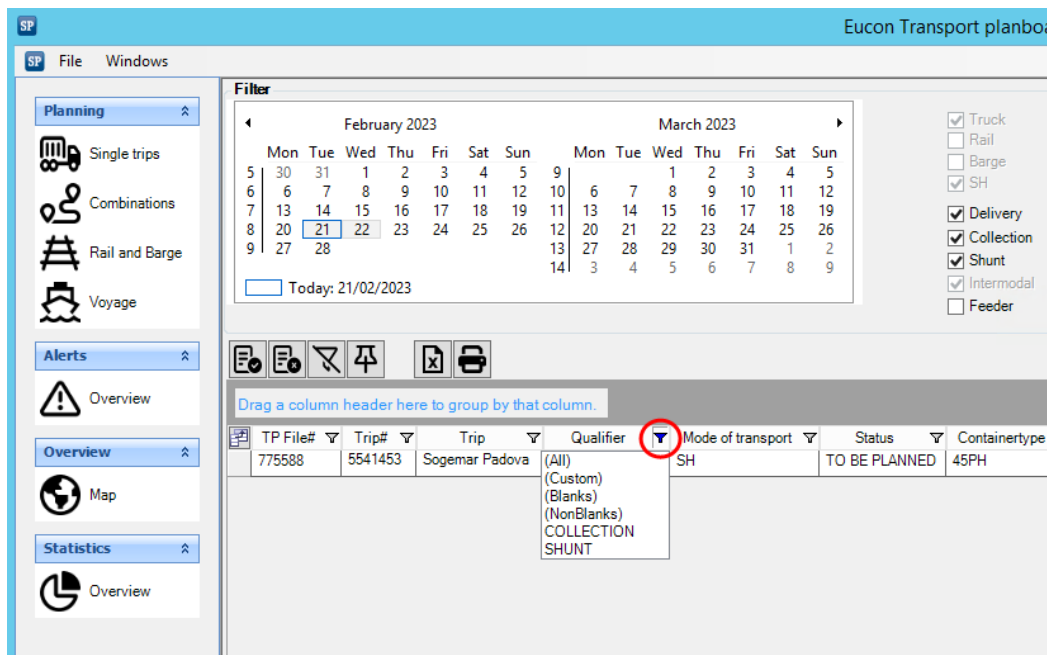 SP
Eucon Transport planboa
SP File Windows
Planning
Single trips
Combinations
Rail and Barge
Voyage
Alerts
Overview
Overview
Map
Statistics
Overview
Filter
February 2023
Mon Tue Wed Thu Fri Sat Sun
5 30 31 1 2 3 4 5
6 6 7 8 9 10 11 12
7 13 14 15 16 17 18 19
8 20 21 22 23 24 25 26
9 27 28
March 2023
Mon Tue Wed Thu Fri Sat Sun
9 1 2 3 4 5
10 6 7 8 9 10 11 12
11 13 14 15 16 17 18 19
12 20 21 22 23 24 25 26
13 27 28 29 30 31 1 2
14 3 4 5 6 7 8 9
Today: 21/02/2023
Truck
Rail
Barge
SH
Delivery
Collection
Shunt
Intermodal
Feeder
Drag a column header here to group by that column.
TP File# Trip# Trip Qualifier Mode of transport Status Containertype
775588 5541453 Sogemar Padova SH TO BE PLANNED 45PH
(All)
(Custom)
(Blanks)
(NonBlanks)
COLLECTION
SHUNT